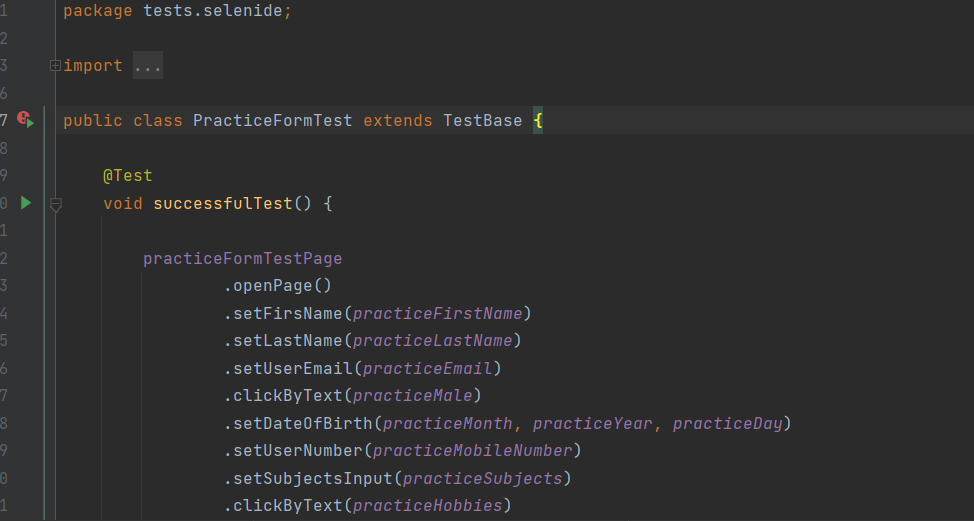 1 package tests.selenide;
2
3 import ...
6
7 public class PracticeFormTest extends TestBase {
8
9 @Test
0 void successfulTest() {
1
2 practiceFormTestPage
3 .openPage()
4 .setFirsName(practiceFirstName)
5 .setLastName(practiceLastName)
6 .setUserEmail(practiceEmail)
7 .clickByText(practiceMale)
8 .setDateOfBirth(practiceMonth, practiceYear, practiceDay)
9 .setUserNumber(practiceMobileNumber)
0 .setSubjectsInput(practiceSubjects)
1 .clickByText(practiceHobbies)